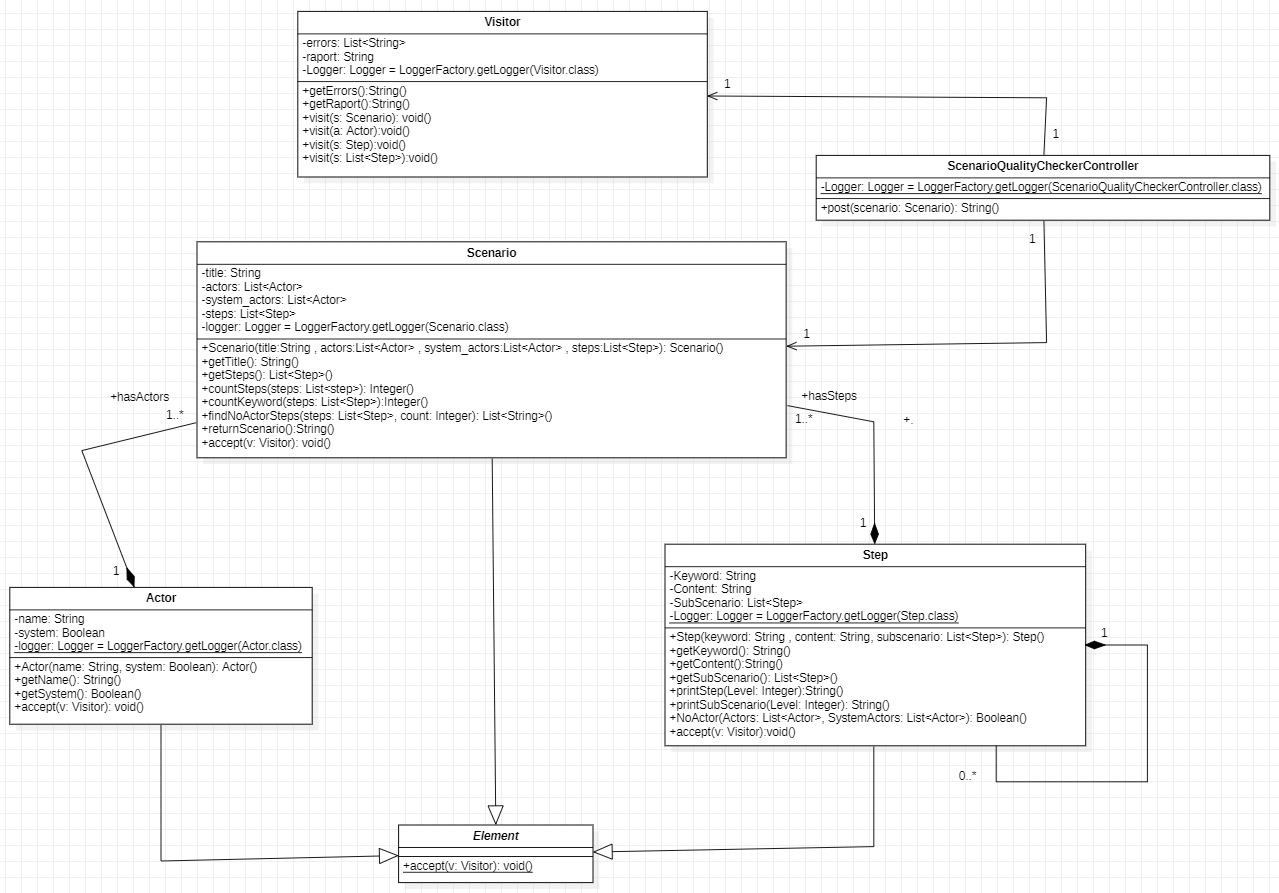 Visitor
-errors: List<String>
-raport: String
-Logger: Logger = LoggerFactory.getLogger(Visitor.class)
+getErrors():String()
+getRaport():String()
+visit(s: Scenario): void()
+visit(a: Actor):void()
+visit(s: Step):void()
+visit(s: List<Step>):void()
1
1
ScenarioQualityCheckerController
-Logger: Logger = LoggerFactory.getLogger(ScenarioQualityCheckerController.class)
+post(scenario: Scenario): String()
1
1
Scenario
-title: String
-actors: List<Actor>
-system_actors: List<Actor>
-steps: List<Step>
-logger: Logger = LoggerFactory.getLogger(Scenario.class)
+Scenario(title:String , actors:List<Actor> , system_actors:List<Actor> , steps:List<Step>): Scenario()
+getTitle(): String()
+getSteps(): List<Step>()
+countSteps(steps: List<step>): Integer()
+countKeyword(steps: List<Step>):Integer()
+findNoActorSteps(steps: List<Step>, count: Integer): List<String>()
+returnScenario():String()
+accept(v: Visitor): void()
+hasActors
1..*
+hasSteps
1..*
+.
1
1
Actor
-name: String
-system: Boolean
-logger: Logger = LoggerFactory.getLogger(Actor.class)
+Actor(name: String, system: Boolean): Actor()
+getName(): String()
+getSystem(): Boolean()
+accept(v: Visitor): void()
Step
-Keyword: String
-Content: String
-SubScenario: List<Step>
-Logger: Logger = LoggerFactory.getLogger(Step.class)
+Step(keyword: String , content: String, subscenario: List<Step>): Step()
+getKeyword(): String()
+getContent():String()
+getSubScenario(): List<Step>()
+printStep(Level: Integer):String()
+printSubScenario(Level: Integer): String()
+NoActor(Actors: List<Actor>, SystemActors: List<Actor>): Boolean()
+accept(v: Visitor):void()
1
0..*
Element
+accept(v: Visitor): void()